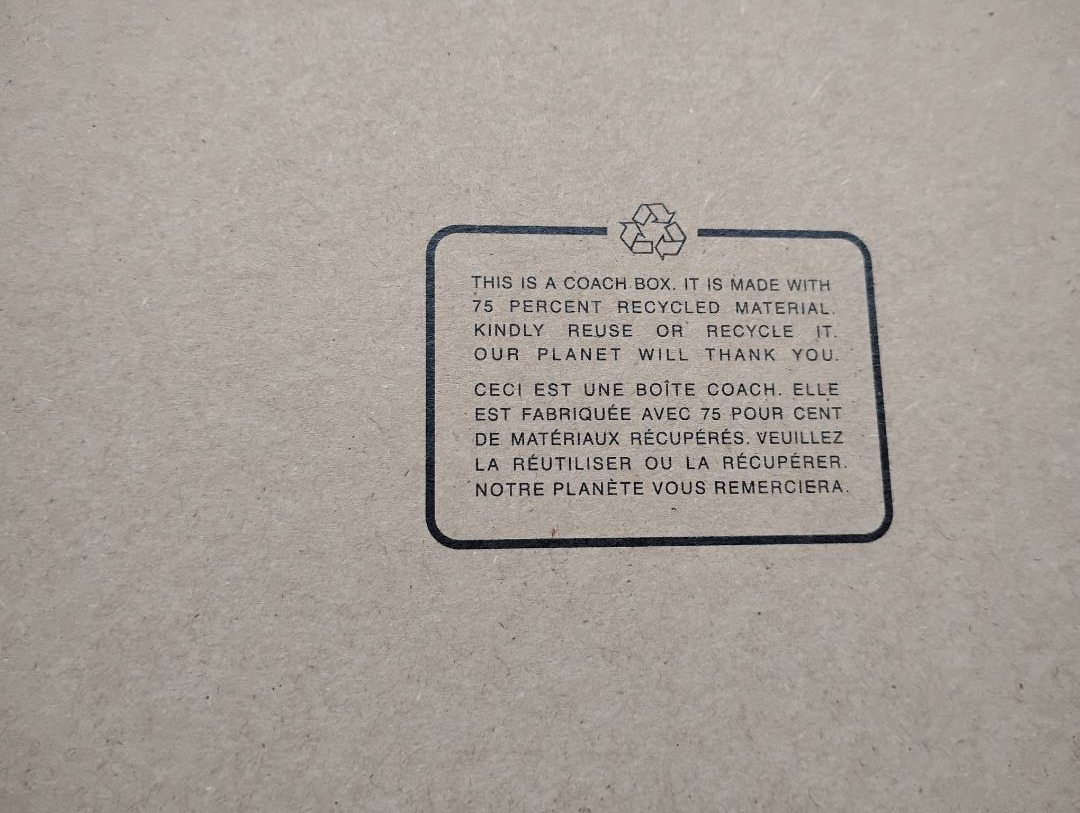 THIS IS A COACH BOX. IT IS MADE WITH
75 PERCENT RECYCLED MATERIAL.
KINDLY REUSE OR RECYCLE IT.
OUR PLANET WILL THANK YOU.
CECI EST UNE BOÎTE COACH. ELLE
EST FABRIQUÉE AVEC 75 POUR CENT
DE MATÉRIAUX RÉCUPÉRÉS. VEUILLEZ
LA RÉUTILISER OU LA RÉCUPÉRER.
NOTRE PLANÈTE VOUS REMERCIERA.